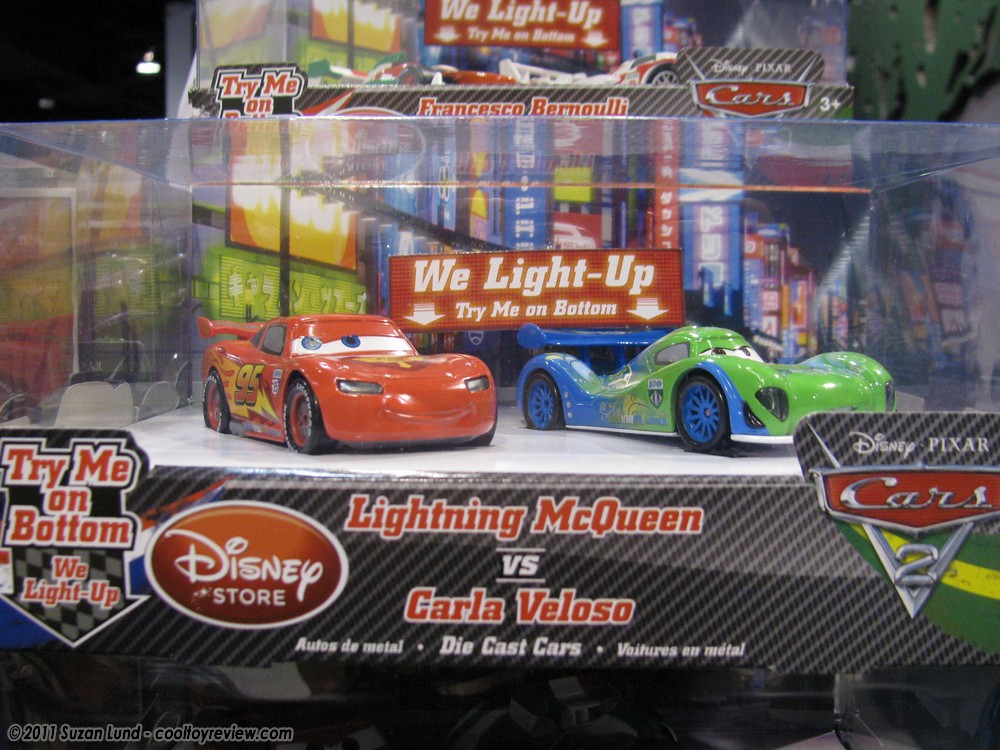 We Light-Up
Try Me on Bottom
Try Me
on
Disney · PIXAR
Cars
3+
Francesco Bernoulli
We Light-Up
Try Me on Bottom
95
Try Me
on
Bottom
We
Light-Up
Disney
STORE
Lightning McQueen
VS
Carla Veloso
Autos de metal • Die Cast Cars • Voitures en métal
Disney · PIXAR
Cars
2
©2011 Suzan Lund - cooltoyreview.com